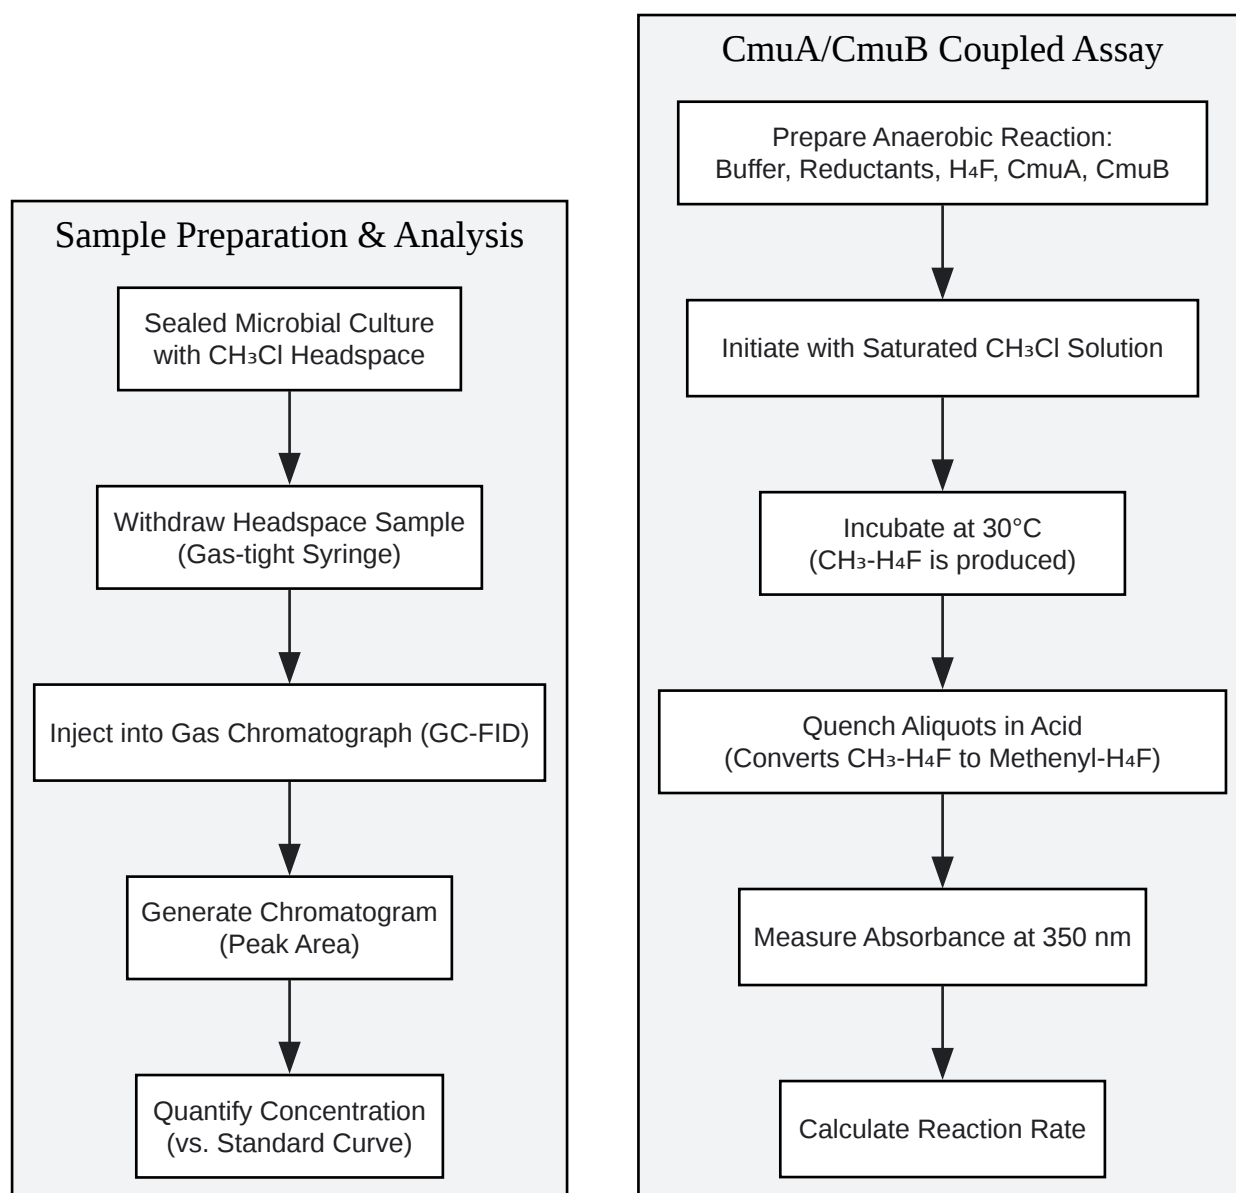 Sample Preparation & Analysis
Sealed Microbial Culture
with CH₃Cl Headspace
Withdraw Headspace Sample
(Gas-tight Syringe)
Inject into Gas Chromatograph (GC-FID)
Generate Chromatogram
(Peak Area)
Quantify Concentration
(vs. Standard Curve)
CmuA/CmuB Coupled Assay
Prepare Anaerobic Reaction:
Buffer, Reductants, H₄F, CmuA, CmuB
Initiate with Saturated CH₃Cl Solution
Incubate at 30°C
(CH₃-H₄F is produced)
Quench Aliquots in Acid
(Converts CH₃-H₄F to Methenyl-H₄F)
Measure Absorbance at 350 nm
Calculate Reaction Rate